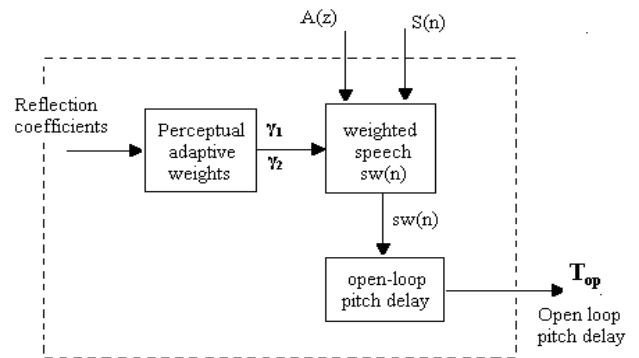 A(z)
S(n)
Reflection
coefficients
Perceptual
adaptive
weights
γ₁
γ₂
weighted
speech
sw(n)
sw(n)
open-loop
pitch delay
Top
Open loop
pitch delay